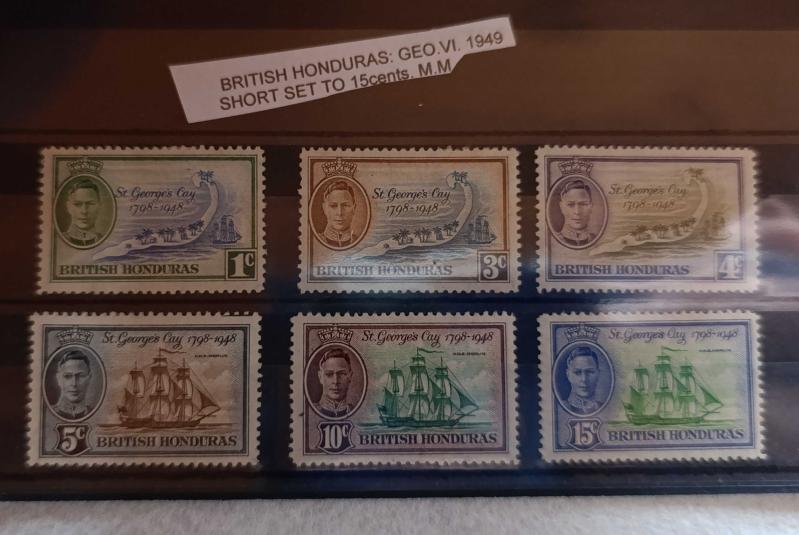 BRITISH HONDURAS: GEO.VI. 1949
SHORT SET TO 15cents. M.M
St. George's Cay
1798-1948
BRITISH HONDURAS 1c
St. George's Cay
1798-1948
BRITISH HONDURAS 3c
St. George's Cay
1798-1948
BRITISH HONDURAS 4c
St. George's Cay 1798-1948
5c BRITISH HONDURAS
St. George's Cay 1798-1948
10c BRITISH HONDURAS
St. George's Cay 1798-1948
15c BRITISH HONDURAS